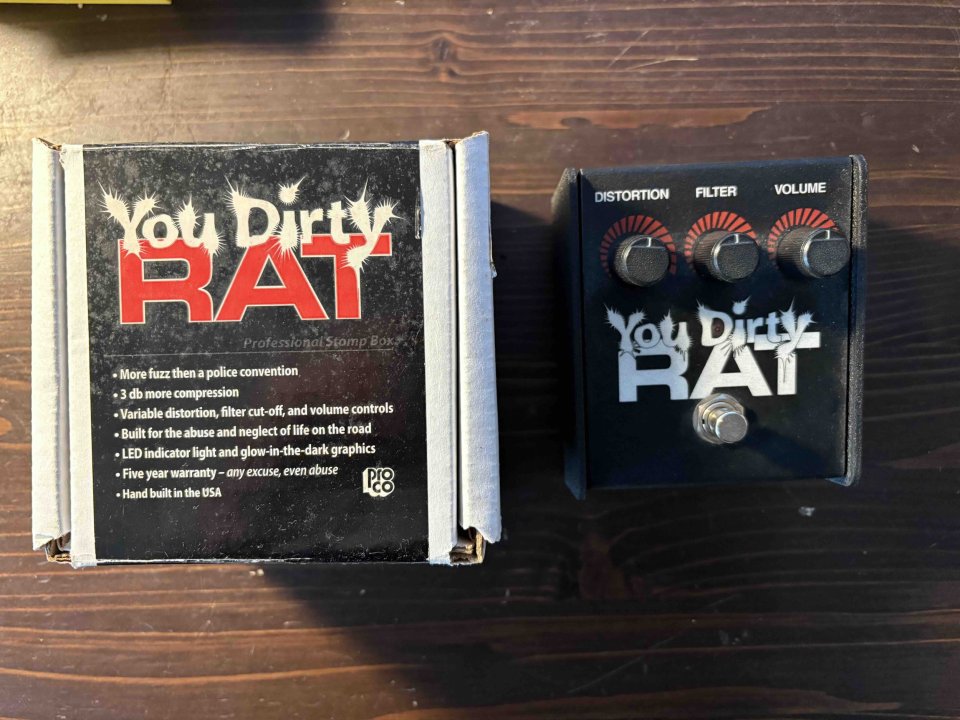 You Dirty
RAT
Professional Stomp Box
• More fuzz then a police convention
• 3 db more compression
• Variable distortion, filter cut-off, and volume controls
• Built for the abuse and neglect of life on the road
• LED indicator light and glow-in-the-dark graphics
• Five year warranty – any excuse, even abuse
• Hand built in the USA
pro
co
DISTORTION FILTER VOLUME
You Dirty
RAT